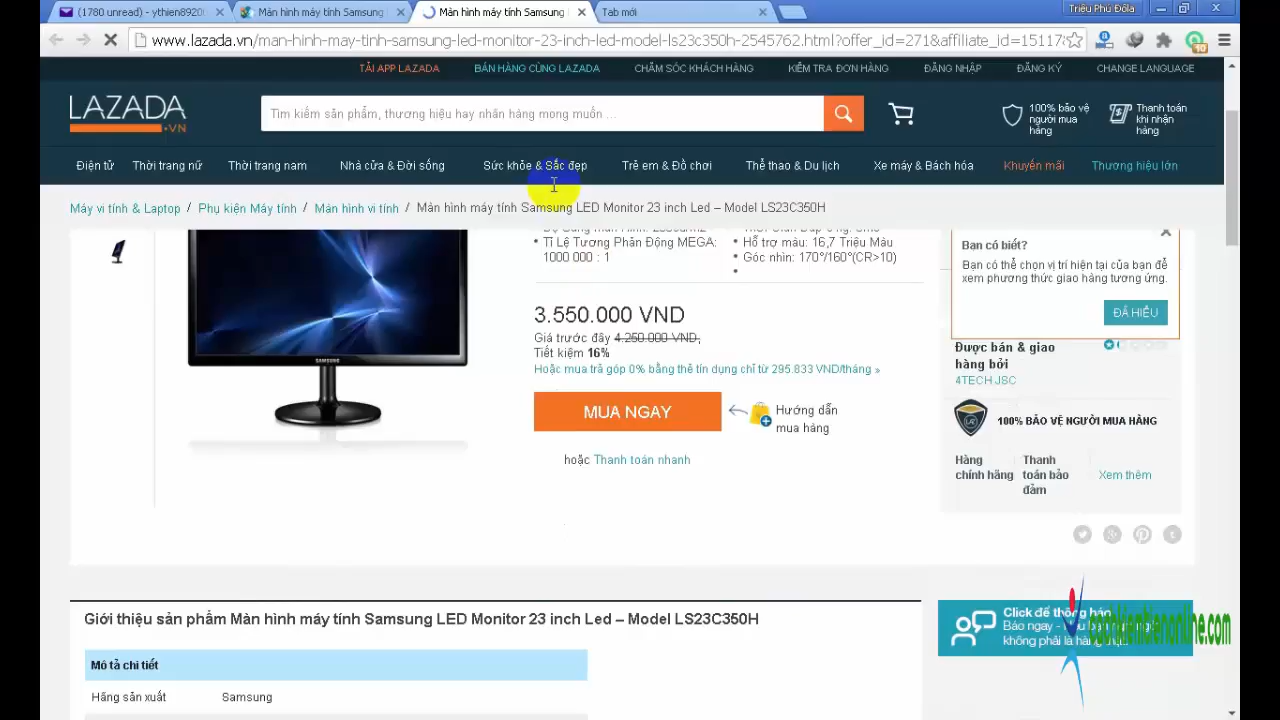 (1780 unread) - ythien8920
Màn hình máy tính Samsung
Màn hình máy tính Samsung
Tab mới
Triệu Phú Đôla
www.lazada.vn/man-hinh-may-tinh-samsung-led-monitor-23-inch-led-model-ls23c350h-2545762.html?offer_id=271&affiliate_id=15117
10
TẢI APP LAZADA
BÁN HÀNG CÙNG LAZADA
CHĂM SÓC KHÁCH HÀNG
KIỂM TRA ĐƠN HÀNG
ĐĂNG NHẬP
ĐĂNG KÝ
CHANGE LANGUAGE
LAZADA
.VN
Tìm kiếm sản phẩm, thương hiệu hay nhãn hàng mong muốn ...
100% bảo vệ
người mua
hàng
Thanh toán
khi nhận
hàng
Điện tử
Thời trang nữ
Thời trang nam
Nhà cửa & Đời sống
Sức khỏe & Sắc đẹp
Trẻ em & Đồ chơi
Thể thao & Du lịch
Xe máy & Bách hóa
Khuyến mãi
Thương hiệu lớn
Máy vi tính & Laptop / Phụ kiện Máy tính / Màn hình vi tính / Màn hình máy tính Samsung LED Monitor 23 inch Led – Model LS23C350H
• Tỉ Lệ Tương Phản Động MEGA:
1000 000 : 1
• Hỗ trợ màu: 16,7 Triệu Màu
• Góc nhìn: 170°/160°(CR>10)
•
SAMSUNG
3.550.000 VND
Giá trước đây 4.250.000 VND,
Tiết kiệm 16%
Hoặc mua trả góp 0% bằng thẻ tín dụng chỉ từ 295.833 VND/tháng »
MUA NGAY
Hướng dẫn
mua hàng
hoặc Thanh toán nhanh
Bạn có biết?
Bạn có thể chọn vị trí hiện tại của bạn để
xem phương thức giao hàng tương ứng.
ĐÃ HIỂU
Được bán & giao
hàng bởi
4TECH JSC
100% BẢO VỆ NGƯỜI MUA HÀNG
Hàng
chính hãng
Thanh
toán bảo
đảm
Xem thêm
Giới thiệu sản phẩm Màn hình máy tính Samsung LED Monitor 23 inch Led – Model LS23C350H
Mô tả chi tiết
Hãng sản xuất
Samsung
Click để thông báo
Báo ngay -
không phải là hàng
cachkiemtienonline.com